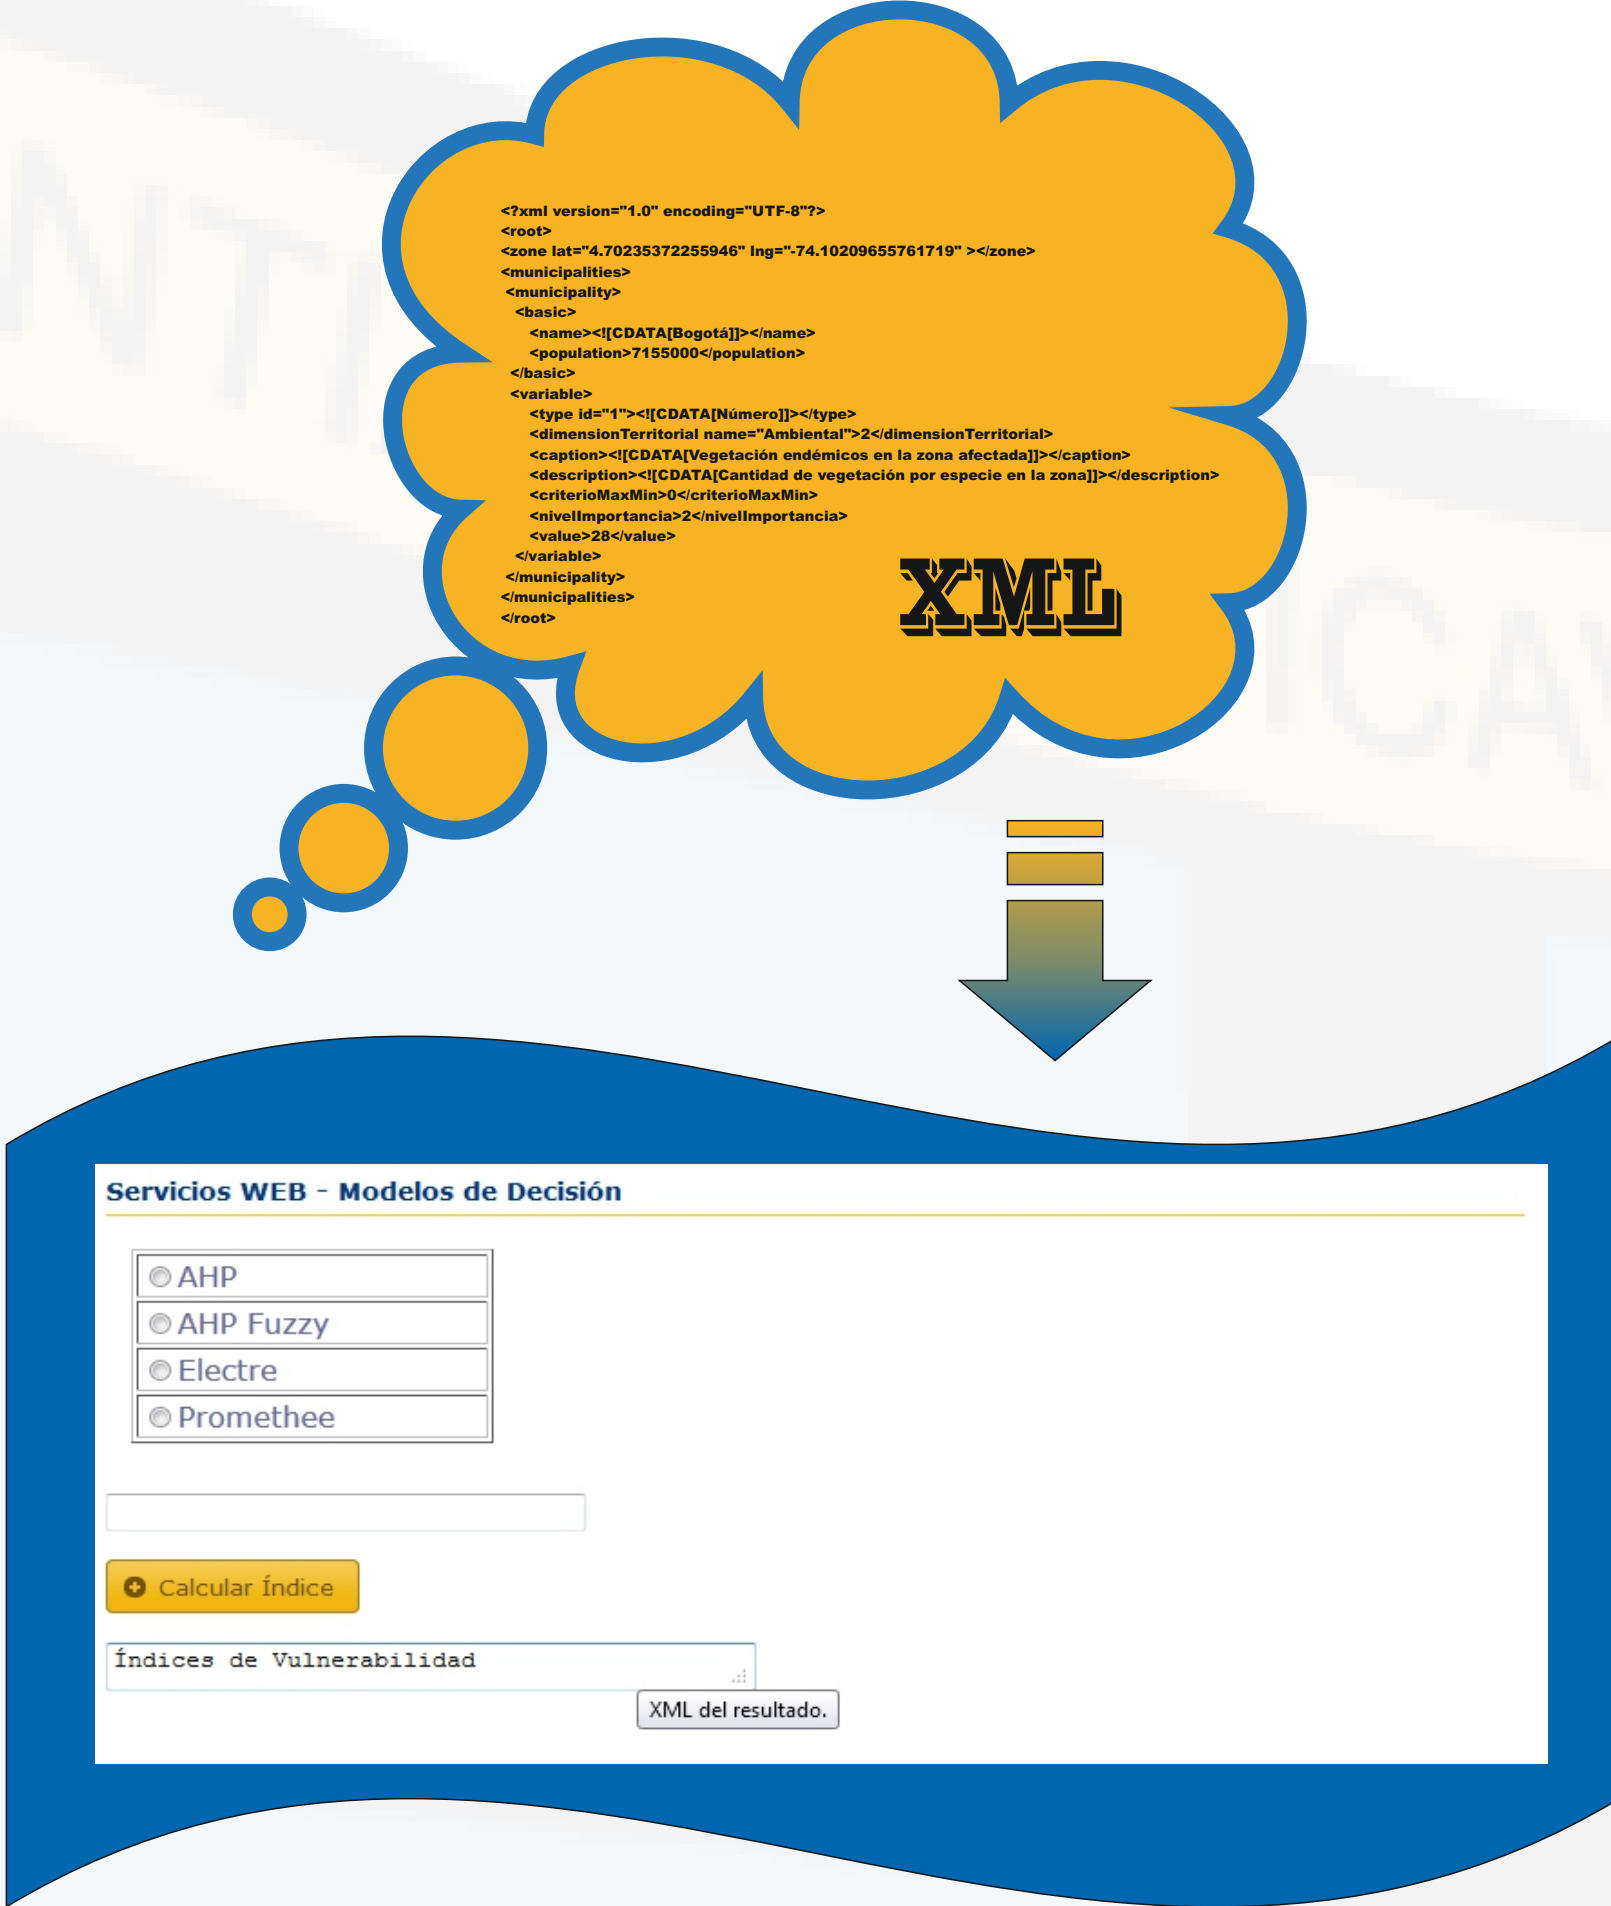 <?xml version="1.0" encoding="UTF-8"?>
<root>
<zone lat="4.70235372255946" lng="-74.10209655761719" ></zone>
<municipalities>
<municipality>
<basic>
<name><![CDATA[Bogotá]]></name>
<population>7155000</population>
</basic>
<variable>
<type id="1"><![CDATA[Número]]></type>
<dimensionTerritorial name="Ambiental">2</dimensionTerritorial>
<caption><![CDATA[Vegetación endémicos en la zona afectada]]></caption>
<description><![CDATA[Cantidad de vegetación por especie en la zona]]></description>
<criterioMaxMin>0</criterioMaxMin>
<nivelImportancia>2</nivelImportancia>
<value>28</value>
</variable>
</municipality>
</municipalities>
</root>
XML
Servicios WEB - Modelos de Decisión
AHP
AHP Fuzzy
Electre
Promethee
Calcular Índice
Índices de Vulnerabilidad
XML del resultado.